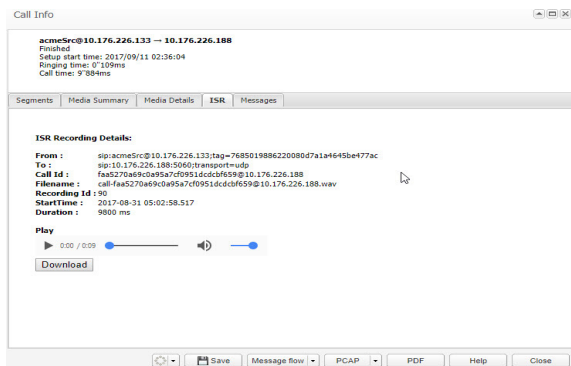 Call Info
acmeSrc@10.176.226.133 → 10.176.226.188
Finished
Setup start time: 2017/09/11 02:36:04
Ringing time: 0"109ms
Call time: 9"884ms
Segments Media Summary Media Details ISR Messages
ISR Recording Details:
From : sip:acmeSrc@10.176.226.133;tag=7685019886220080d7a1a4645be477ac
To : sip:10.176.226.188:5060;transport=udp
Call Id : faa5270a69c0a95a7cf0951dcdcbf659@10.176.226.188
Filename : call-faa5270a69c0a95a7cf0951dcdcbf659@10.176.226.188.wav
Recording Id : 90
StartTime : 2017-08-31 05:02:58.517
Duration : 9800 ms
Play
0:00 / 0:09
Download
Save Message flow PCAP PDF Help Close